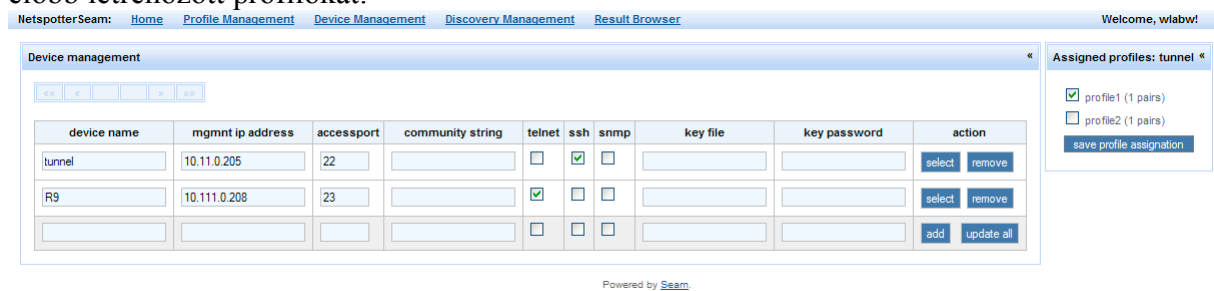 előbb létrehozott profilokat.
NetspotterSeam: Home Profile Management Device Management Discovery Management Result Browser Welcome, wlabw!
Device management «
Assigned profiles: tunnel «
«« « » »»
profile1 (1 pairs)
profile2 (1 pairs)
save profile assignation
device name mgmnt ip address accessport community string telnet ssh snmp key file key password action
tunnel 10.11.0.205 22 select remove
R9 10.111.0.208 23 select remove
add update all
Powered by Seam.